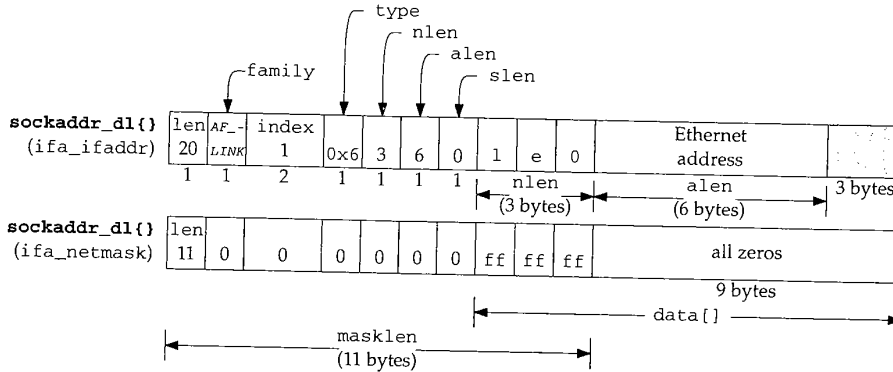 type
nlen
alen
family
slen
sockaddr_dl{} len AF_- index Ethernet
(ifa_ifaddr) 20 LINK 1 0x6 3 6 0 l e 0 address
1 1 2 1 1 1 1 nlen alen 3 bytes
(3 bytes) (6 bytes)
sockaddr_dl{} len
(ifa_netmask) 11 0 0 0 0 0 0 ff ff ff all zeros
9 bytes
data[]
masklen
(11 bytes)